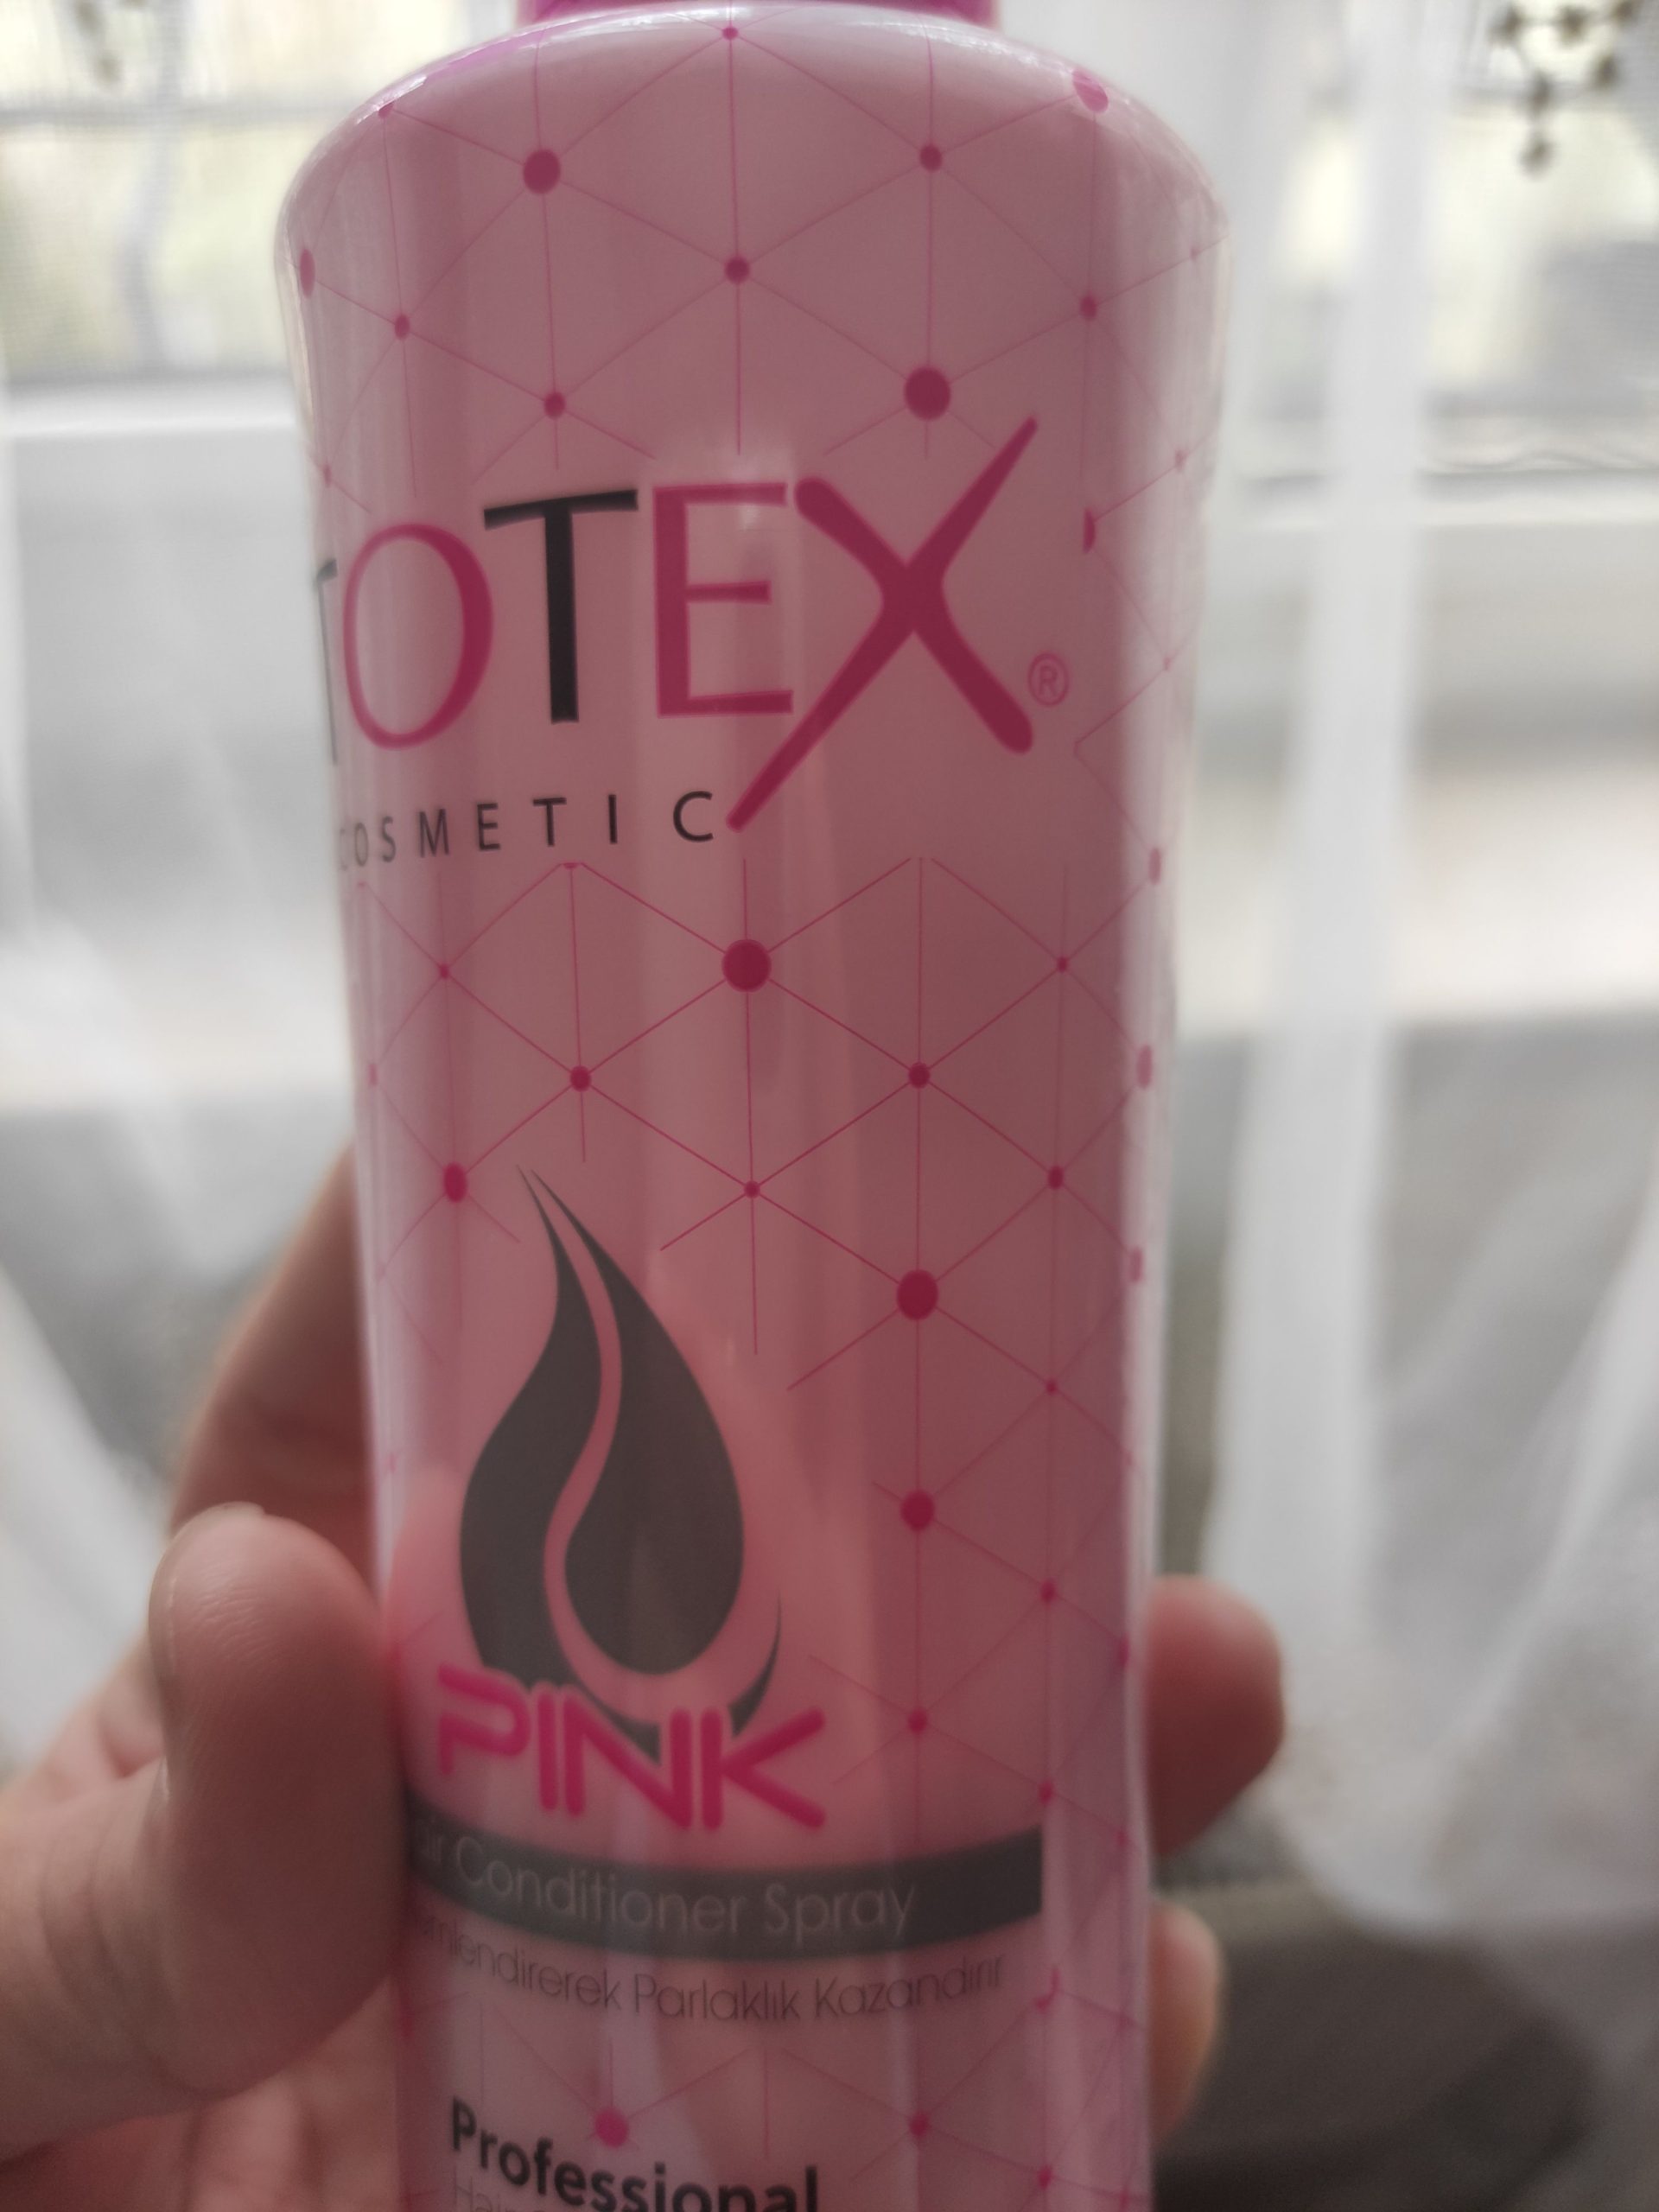 TOTEX®
COSMETIC
PINK
Conditioner Spray
Parlaklık Kazandırır
Professional